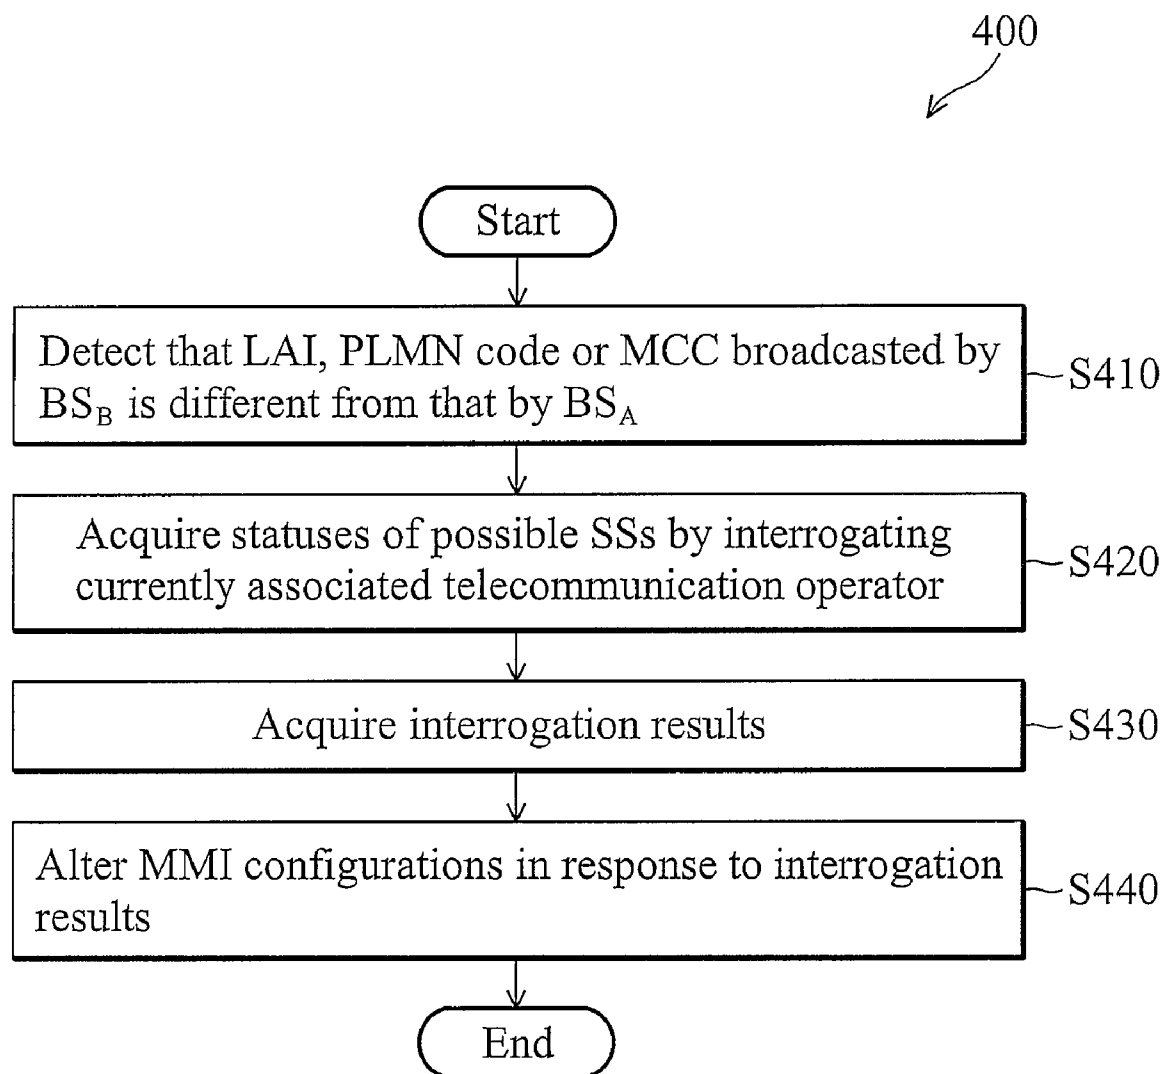 400
Start
Detect that LAI, PLMN code or MCC broadcasted by
BS_B is different from that by BS_A
S410
Acquire statuses of possible SSs by interrogating
currently associated telecommunication operator
S420
Acquire interrogation results
S430
Alter MMI configurations in response to interrogation
results
S440
End